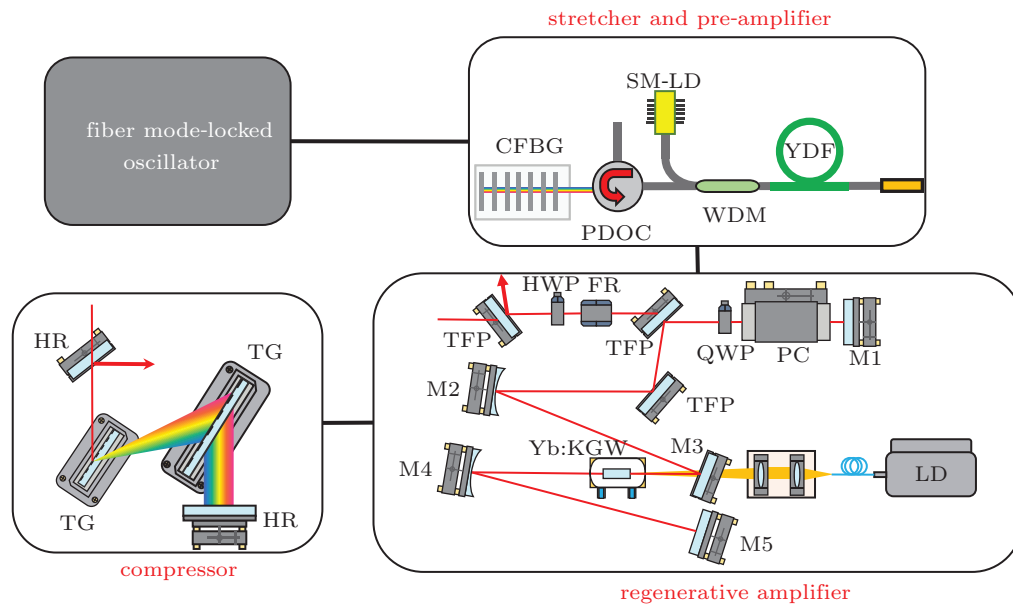 stretcher and pre-amplifier
fiber mode-locked
oscillator
SM-LD
CFBG
YDF
WDM
PDOC
HWP FR
TFP
TFP
QWP
PC
M1
HR
TG
M2
TFP
M4
Yb:KGW
M3
LD
TG
HR
M5
compressor
regenerative amplifier